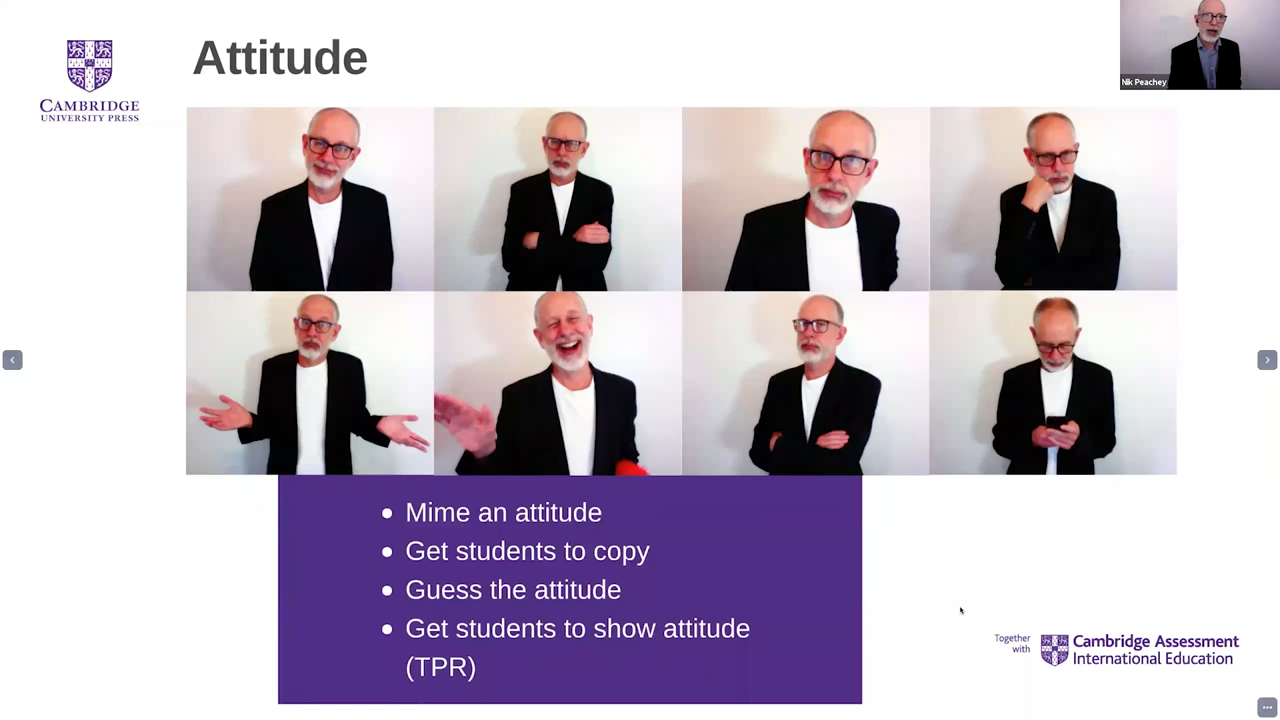 Attitude
CAMBRIDGE
UNIVERSITY PRESS
Nik Peachey
Mime an attitude
Get students to copy
Guess the attitude
Get students to show attitude
(TPR)
Together
with
Cambridge Assessment
International Education